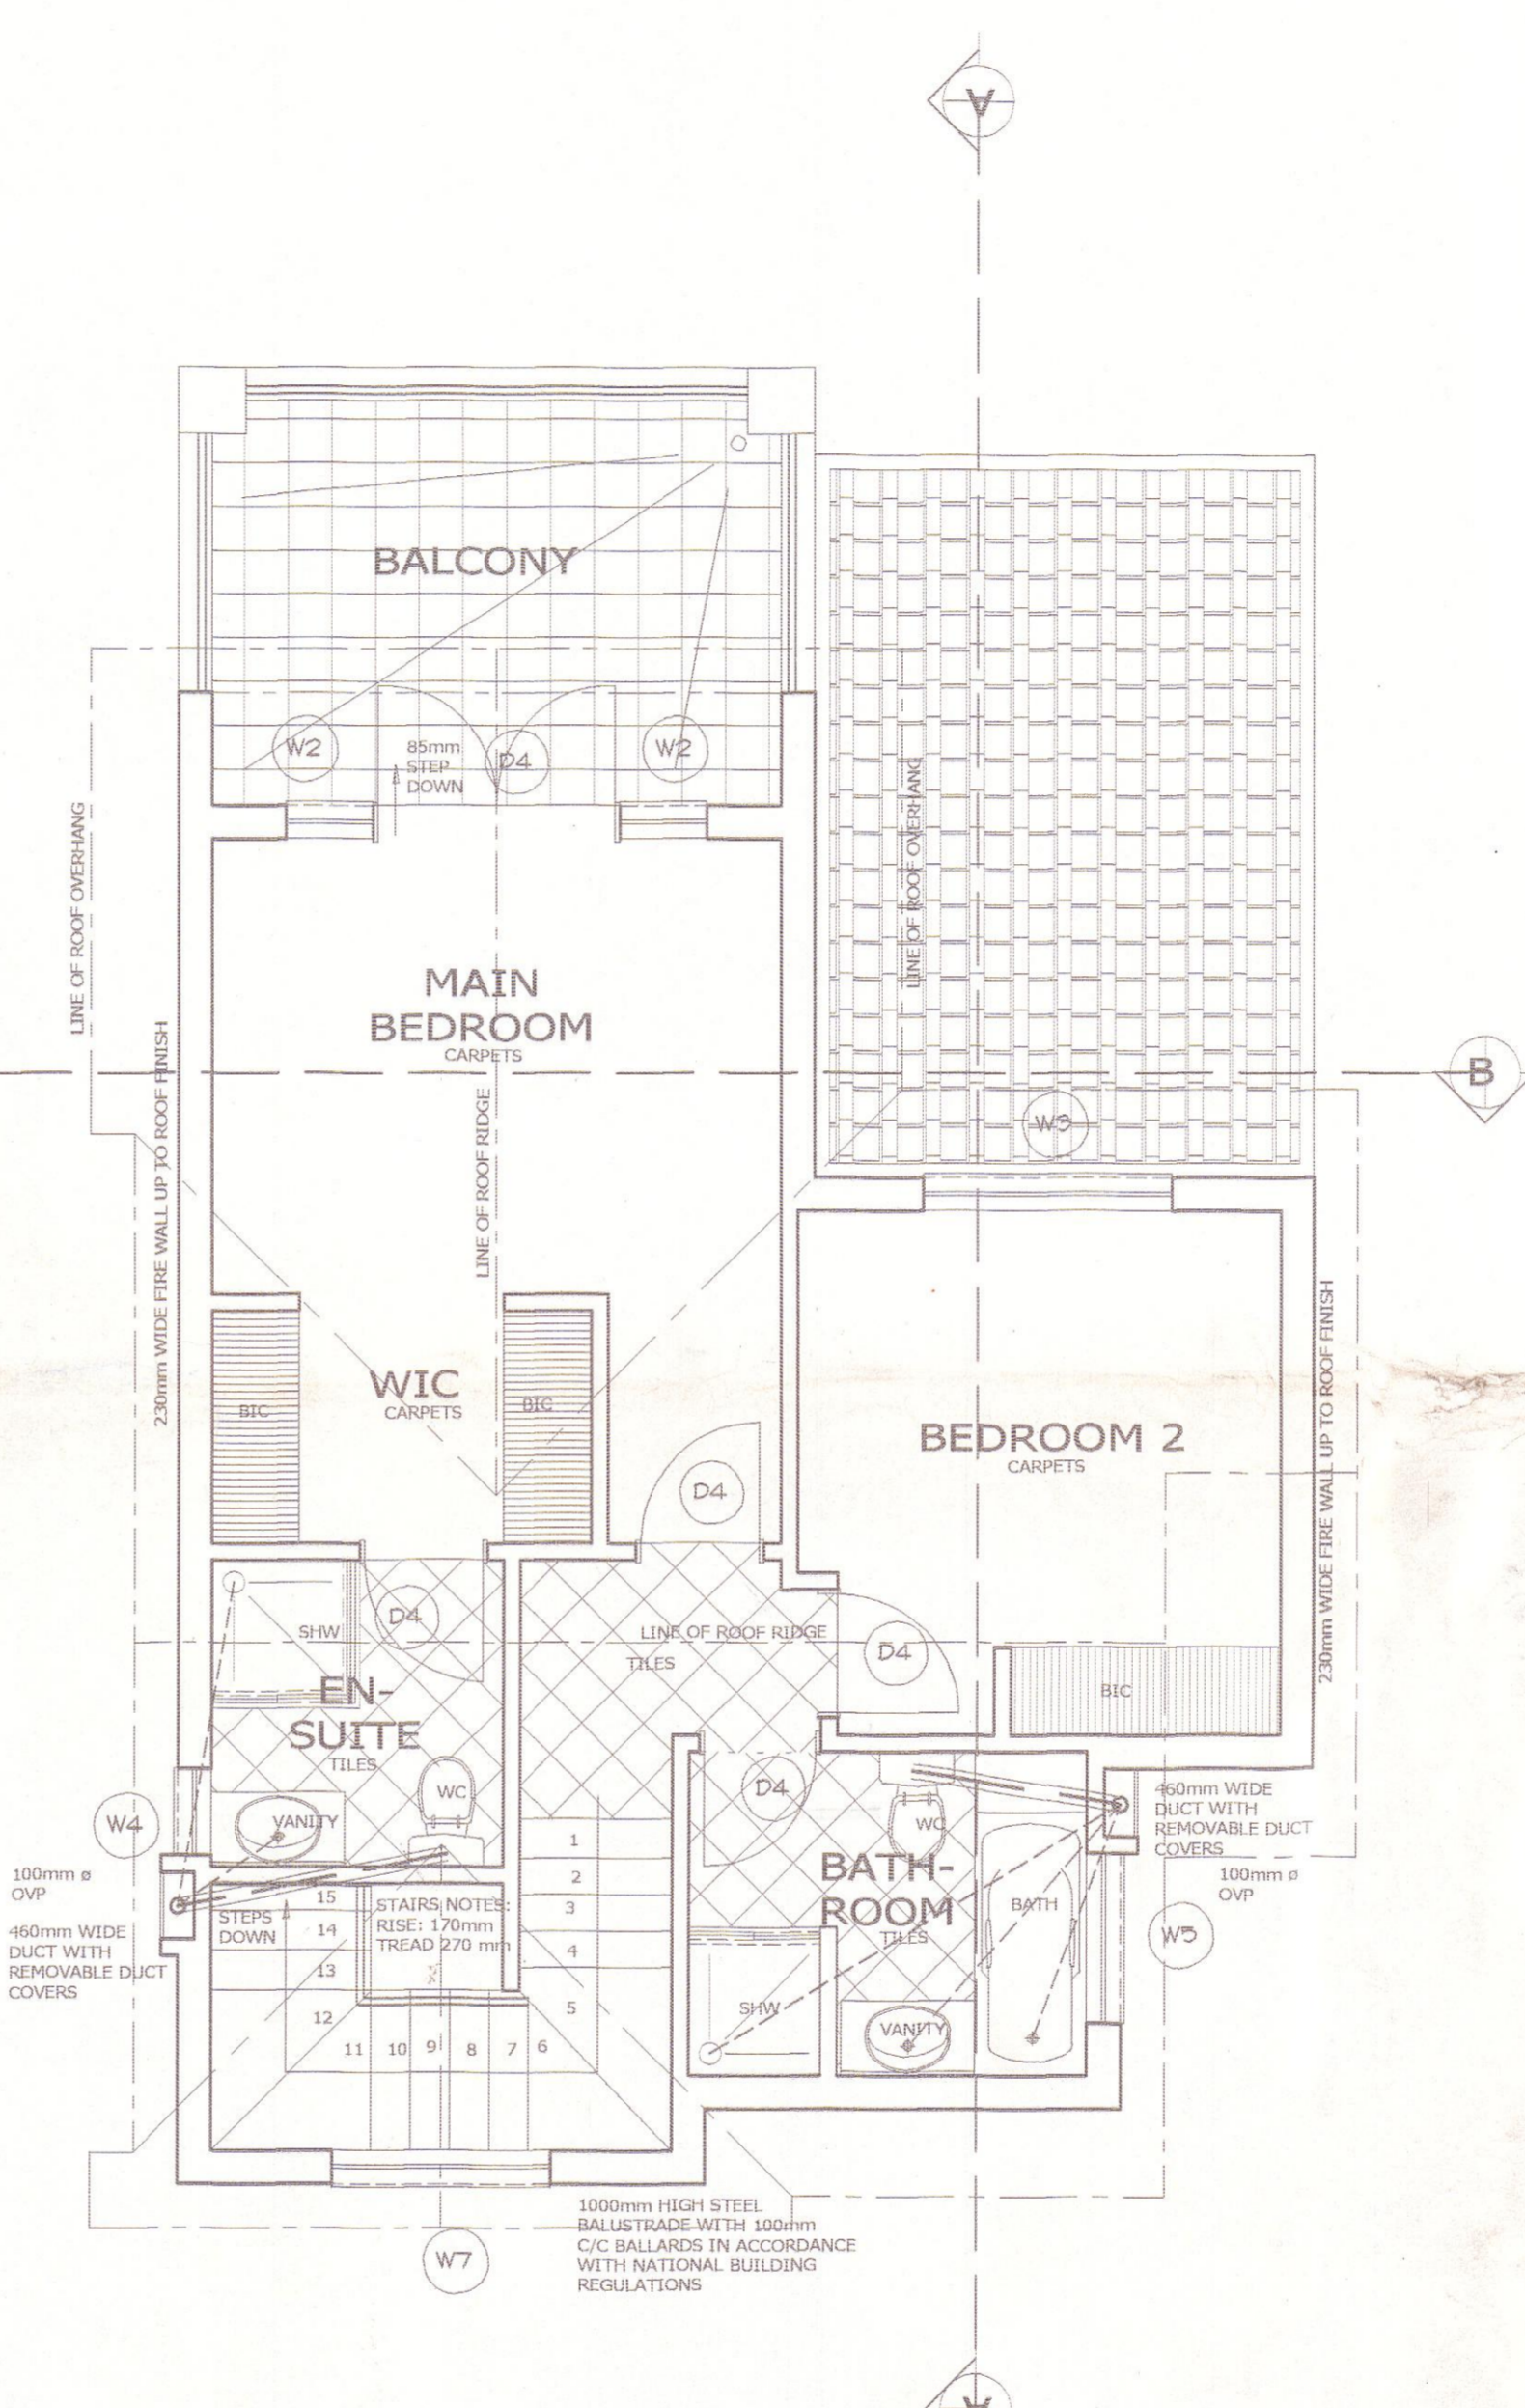 A
BALCONY
W2
85mm
STEP
DOWN
D4
W2
LINE OF ROOF OVERHANG
LINE OF ROOF OVERHANG
MAIN
BEDROOM
CARPETS
B
W3
230mm WIDE FIRE WALL UP TO ROOF FINISH
LINE OF ROOF RIDGE
WIC
CARPETS
BIC
BIC
BEDROOM 2
CARPETS
230mm WIDE FIRE WALL UP TO ROOF FINISH
D4
D4
SHW
LINE OF ROOF RIDGE
TILES
D4
BIC
EN-
SUITE
TILES
WC
VANITY
W4
D4
WC
460mm WIDE
DUCT WITH
REMOVABLE DUCT
COVERS
100mm ø
OVP
100mm ø
OVP
460mm WIDE
DUCT WITH
REMOVABLE DUCT
COVERS
BATH-
ROOM
TILES
BATH
W5
STEPS
DOWN
STAIRS NOTES:
RISE: 170mm
TREAD 270 mm
1
2
3
4
5
6
7
8
9
10
11
12
13
14
15
SHW
VANITY
1000mm HIGH STEEL
BALUSTRADE WITH 100mm
C/C BALLARDS IN ACCORDANCE
WITH NATIONAL BUILDING
REGULATIONS
W7
A